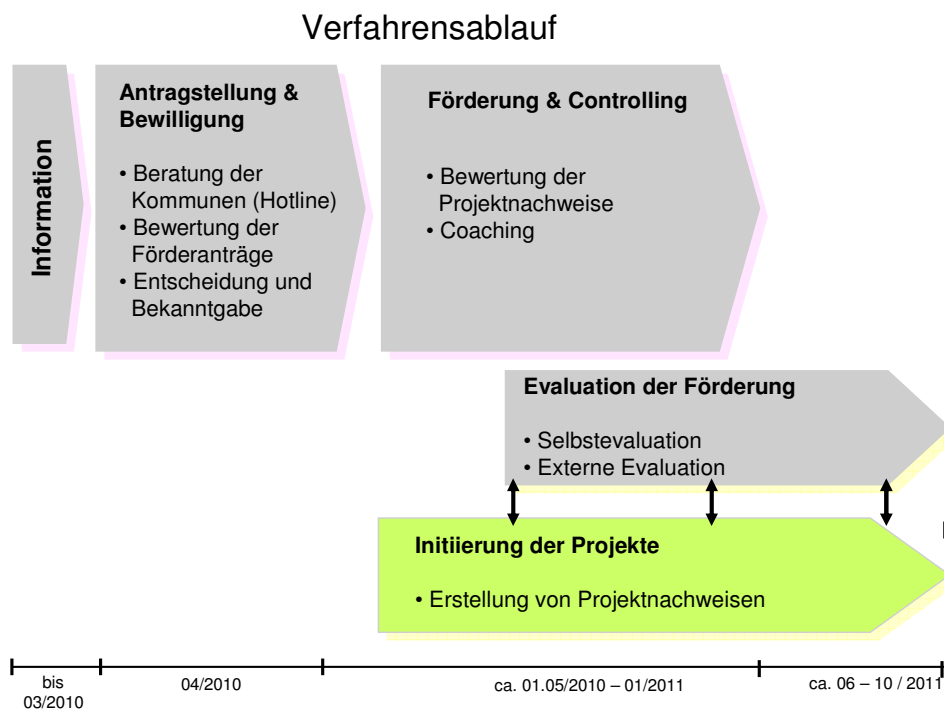 Verfahrensablauf
Information
Antragstellung &
Bewilligung
• Beratung der
Kommunen (Hotline)
• Bewertung der
Förderanträge
• Entscheidung und
Bekanntgabe
Förderung & Controlling
• Bewertung der
Projektnachweise
• Coaching
Evaluation der Förderung
• Selbstevaluation
• Externe Evaluation
Initiierung der Projekte
• Erstellung von Projektnachweisen
bis
03/2010
04/2010
ca. 01.05/2010 – 01/2011
ca. 06 – 10 / 2011